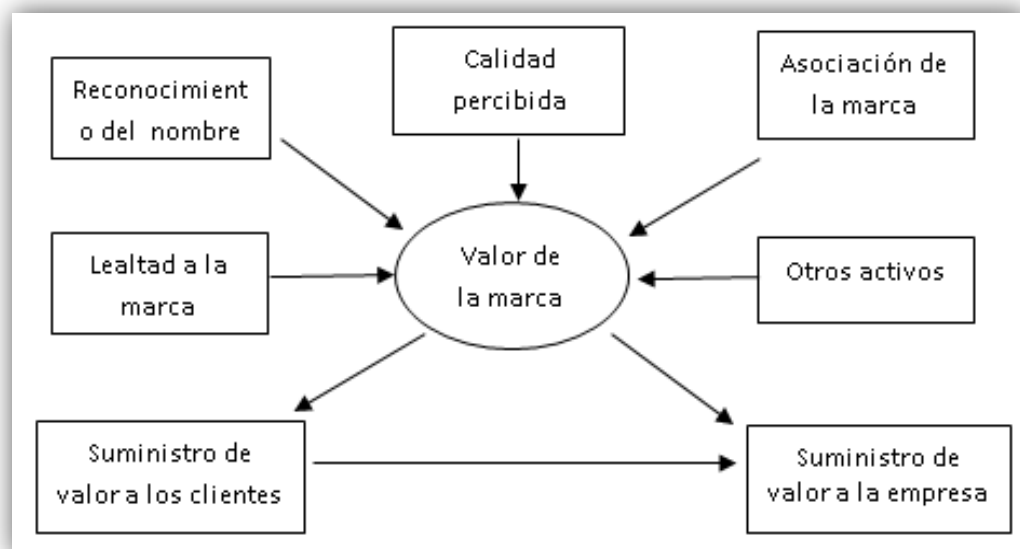 Reconocimient
o del nombre
Calidad
percibida
Asociación de
la marca
Lealtad a la
marca
Valor de
la marca
Otros activos
Suministro de
valor a los clientes
Suministro de
valor a la empresa